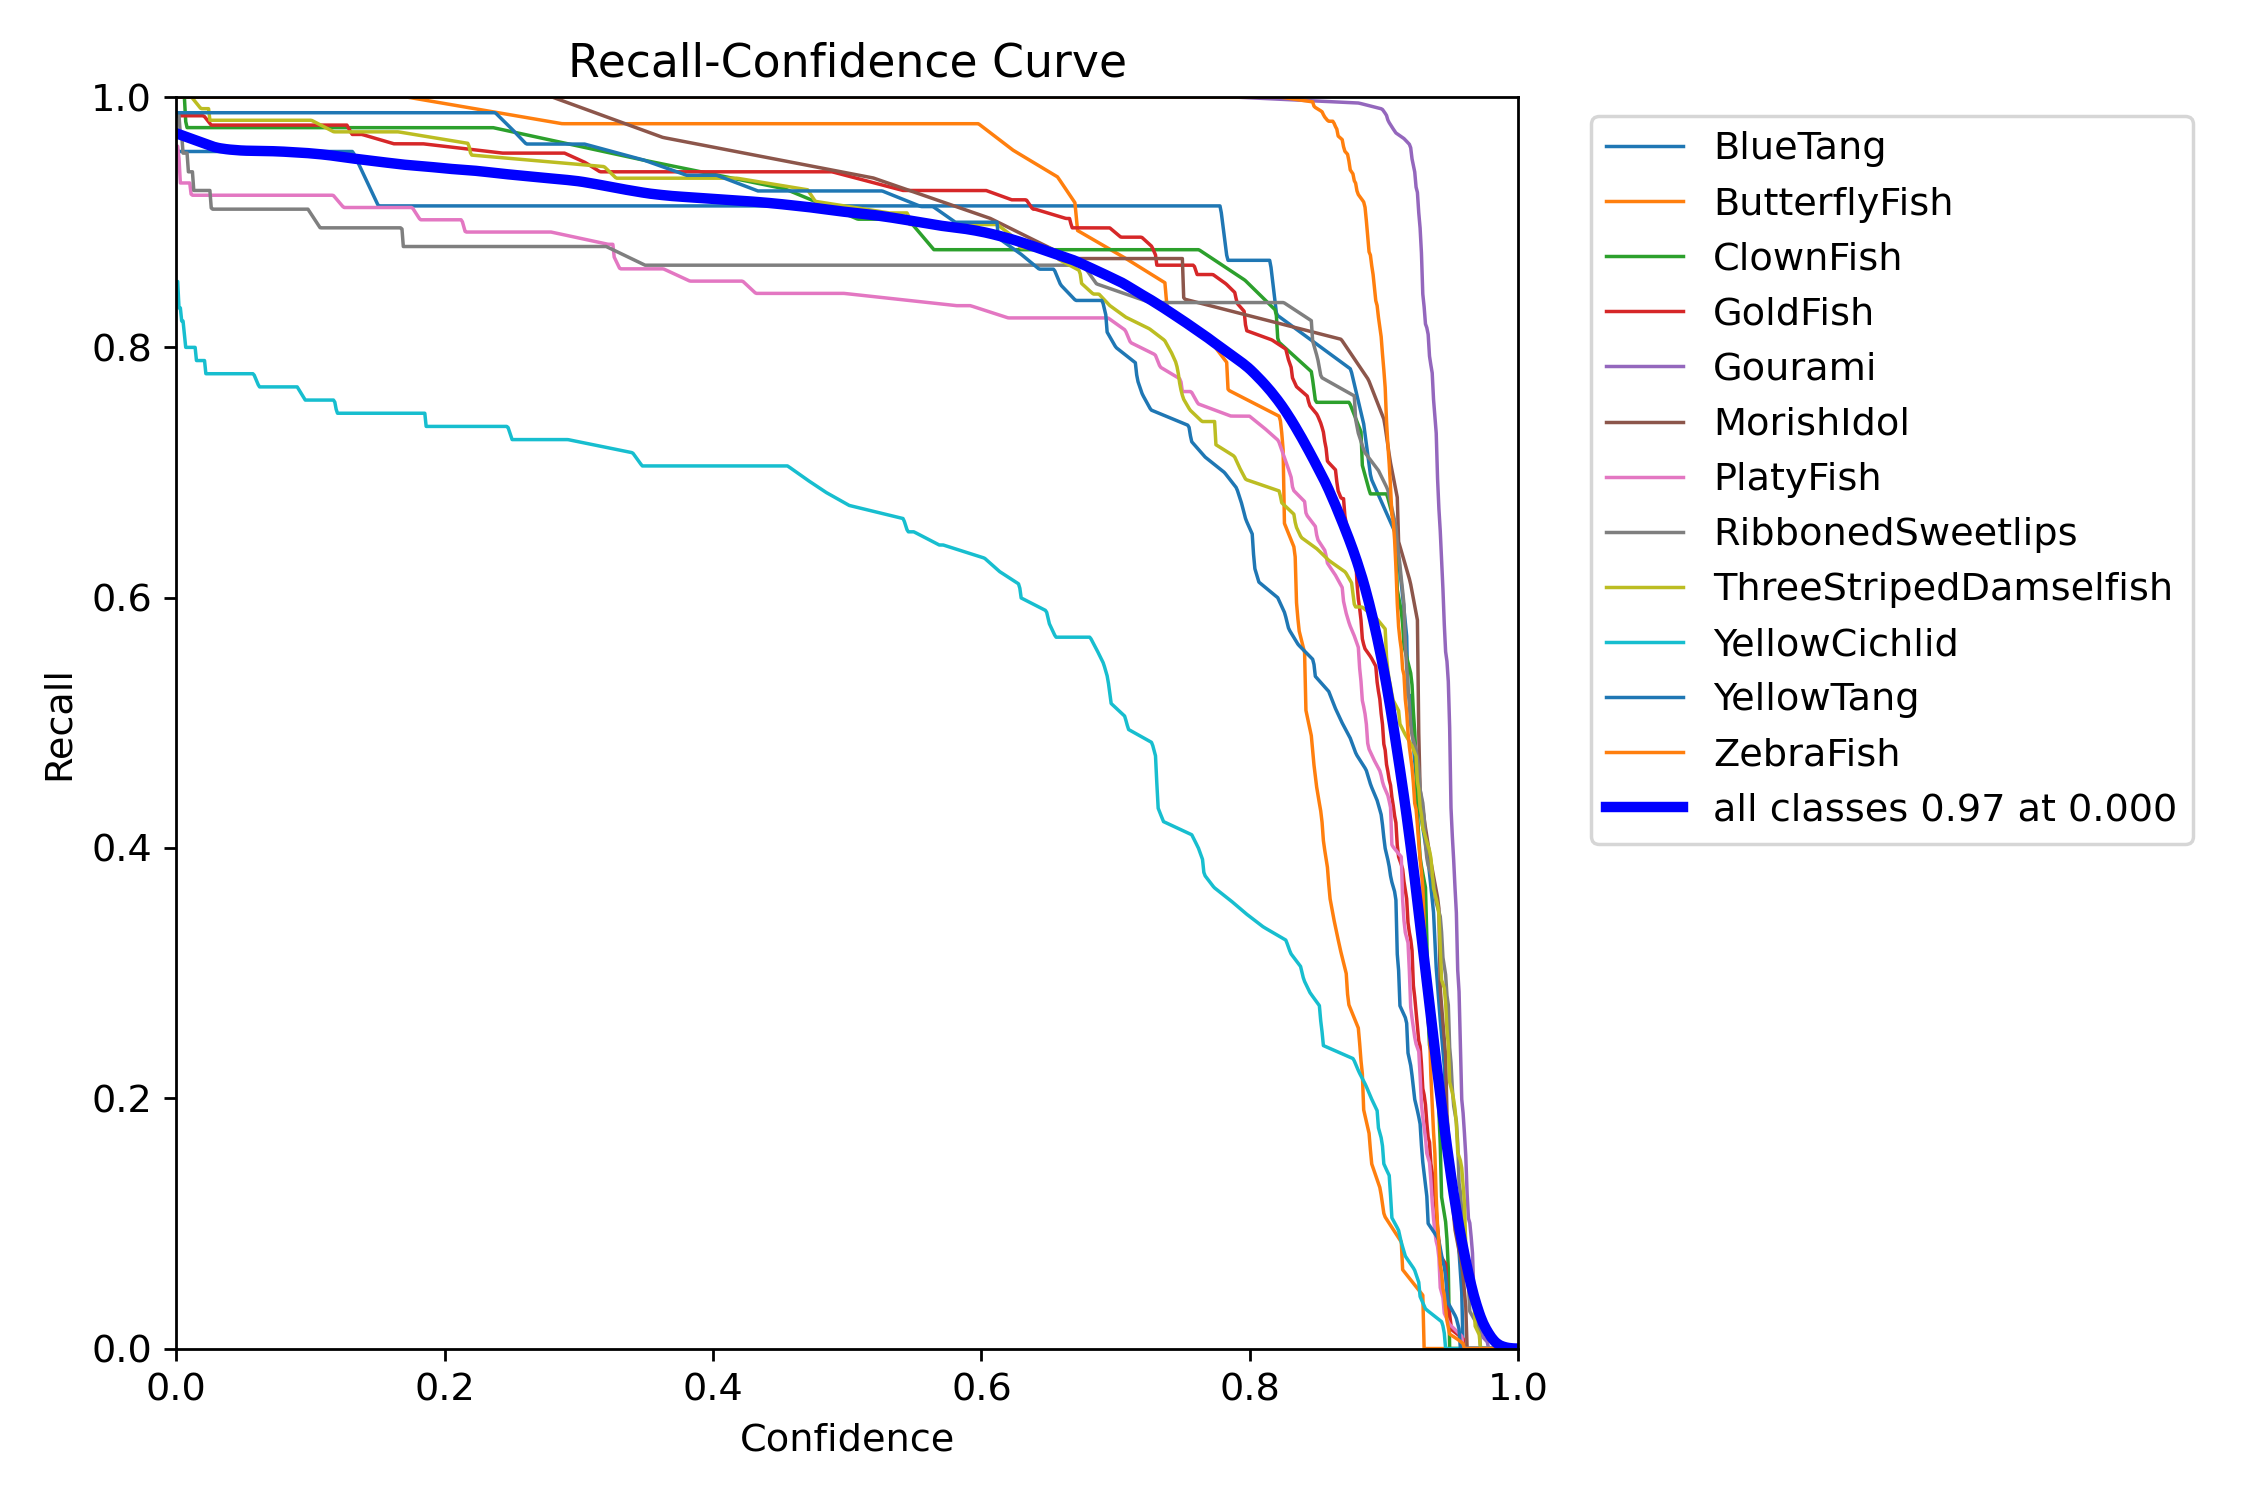 Recall-Confidence Curve
1.0
0.8
0.6
0.4
0.2
0.0
Recall
0.0 0.2 0.4 0.6 0.8 1.0
Confidence
BlueTang
ButterflyFish
ClownFish
GoldFish
Gourami
MorishIdol
PlatyFish
RibbonedSweetlips
ThreeStripedDamselfish
YellowCichlid
YellowTang
ZebraFish
all classes 0.97 at 0.000